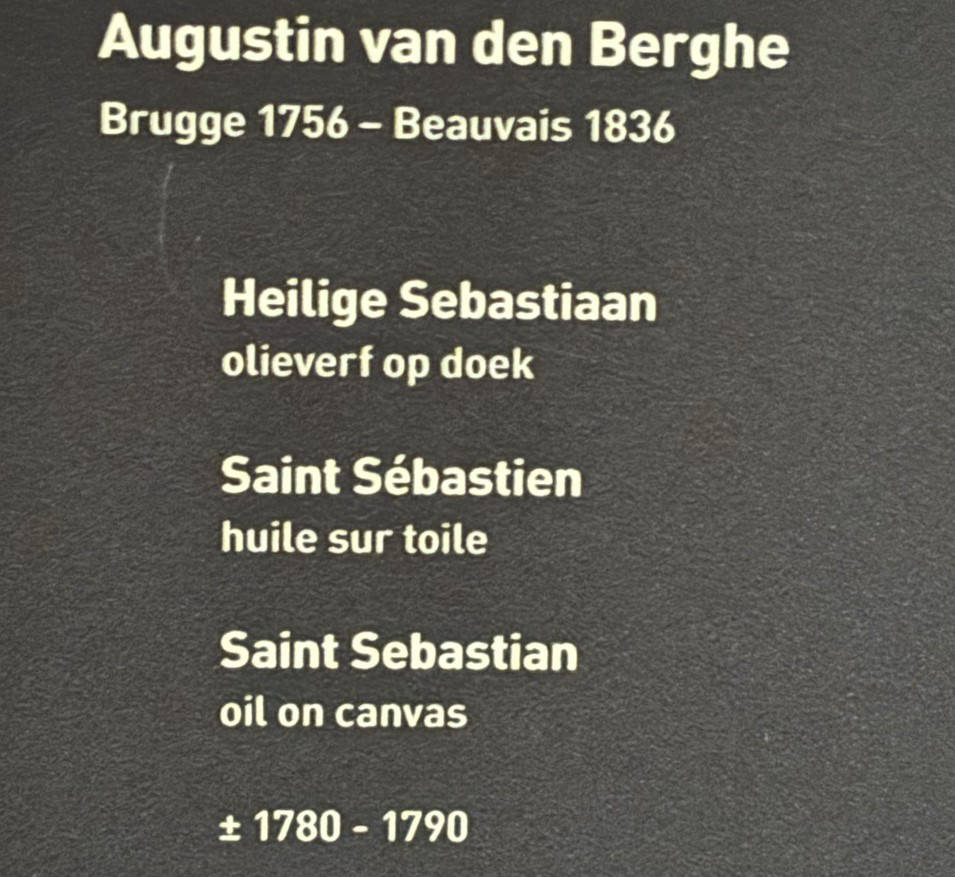 Augustin van den Berghe
Brugge 1756 – Beauvais 1836
Heilige Sebastiaan
olieverf op doek
Saint Sébastien
huile sur toile
Saint Sebastian
oil on canvas
± 1780 - 1790